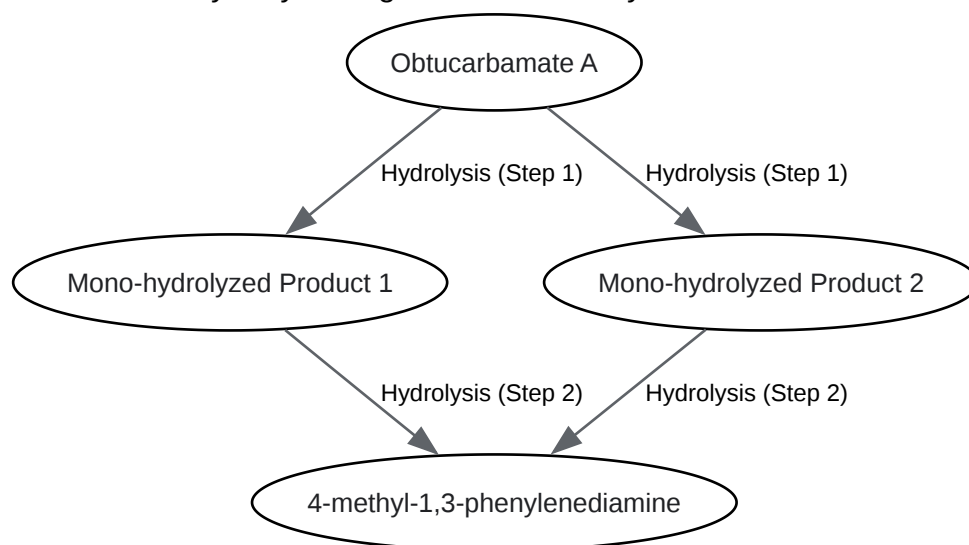 Obtucarbamate A
Hydrolysis (Step 1) Hydrolysis (Step 1)
Mono-hydrolyzed Product 1 Mono-hydrolyzed Product 2
Hydrolysis (Step 2) Hydrolysis (Step 2)
4-methyl-1,3-phenylenediamine